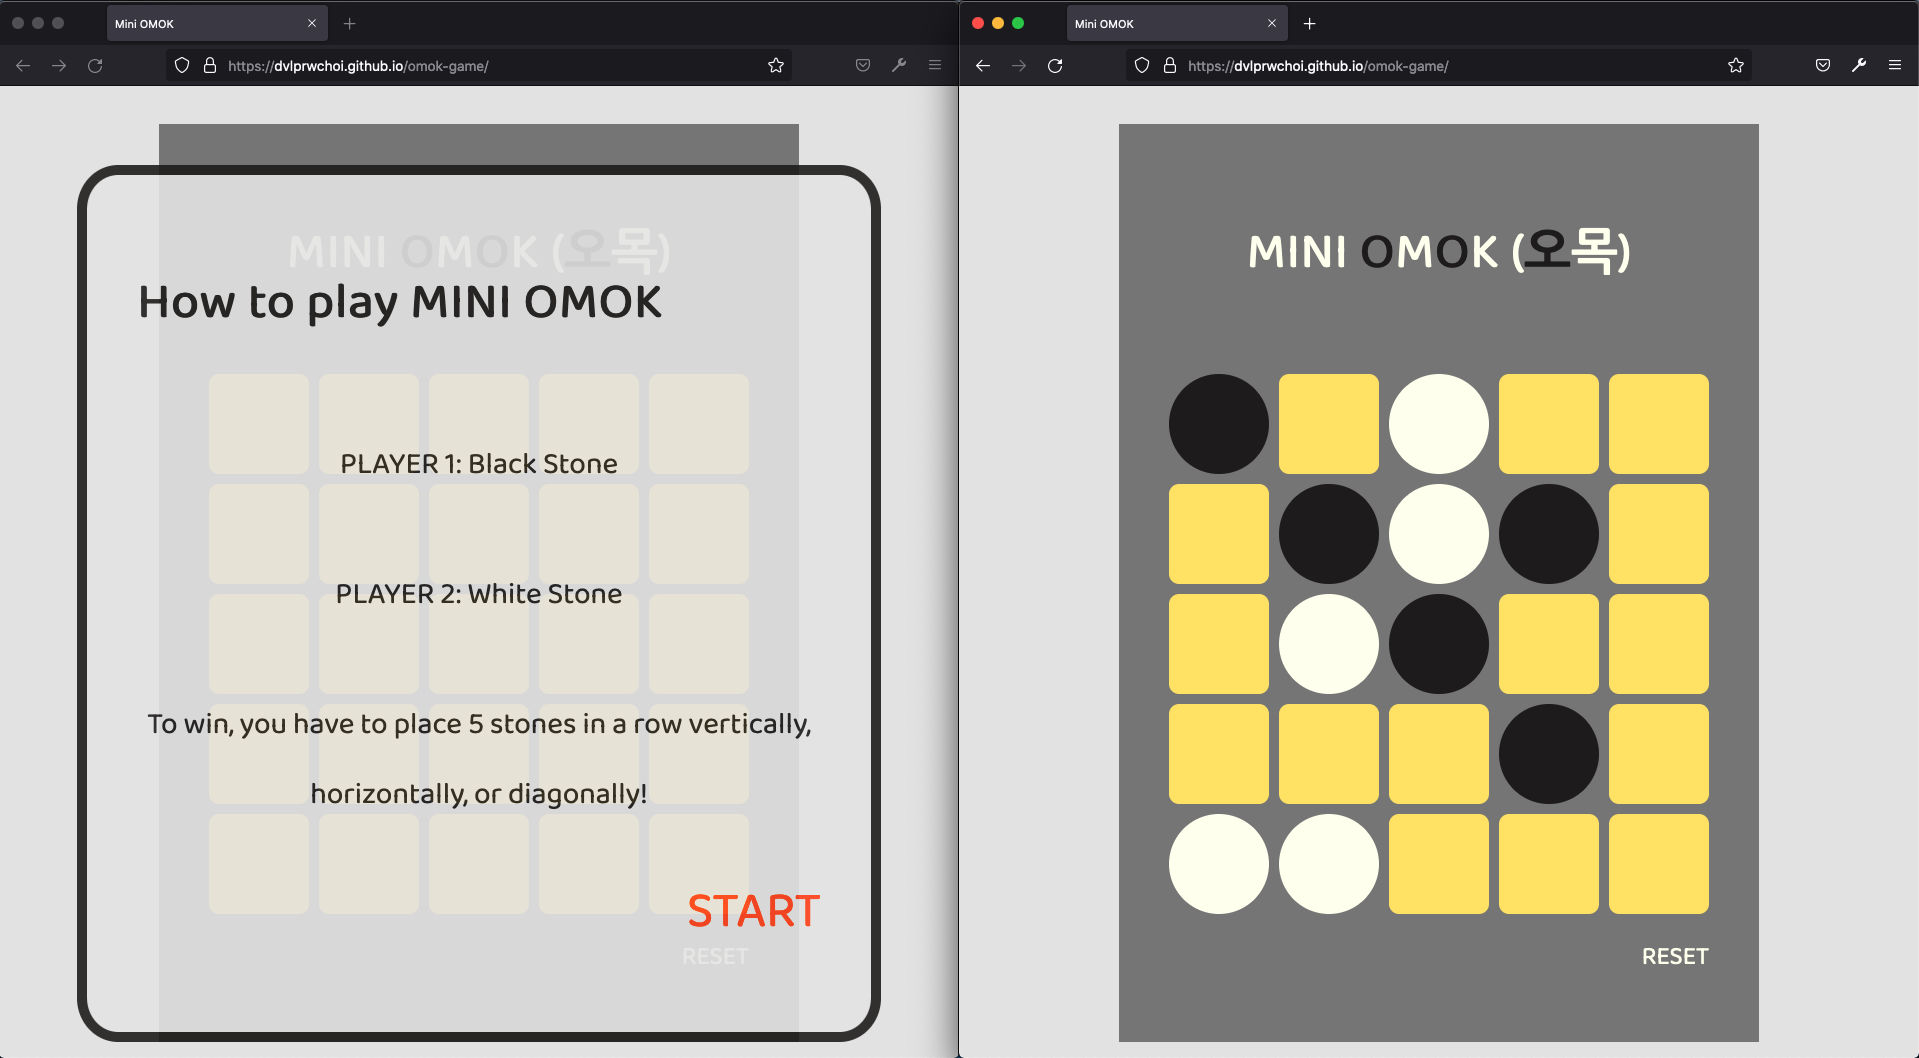 Mini OMOK
https://dvlprwchoi.github.io/omok-game/
MINI OMOK (오목)
How to play MINI OMOK
PLAYER 1: Black Stone
PLAYER 2: White Stone
To win, you have to place 5 stones in a row vertically,
horizontally, or diagonally!
START
RESET
Mini OMOK
https://dvlprwchoi.github.io/omok-game/
MINI OMOK (오목)
RESET